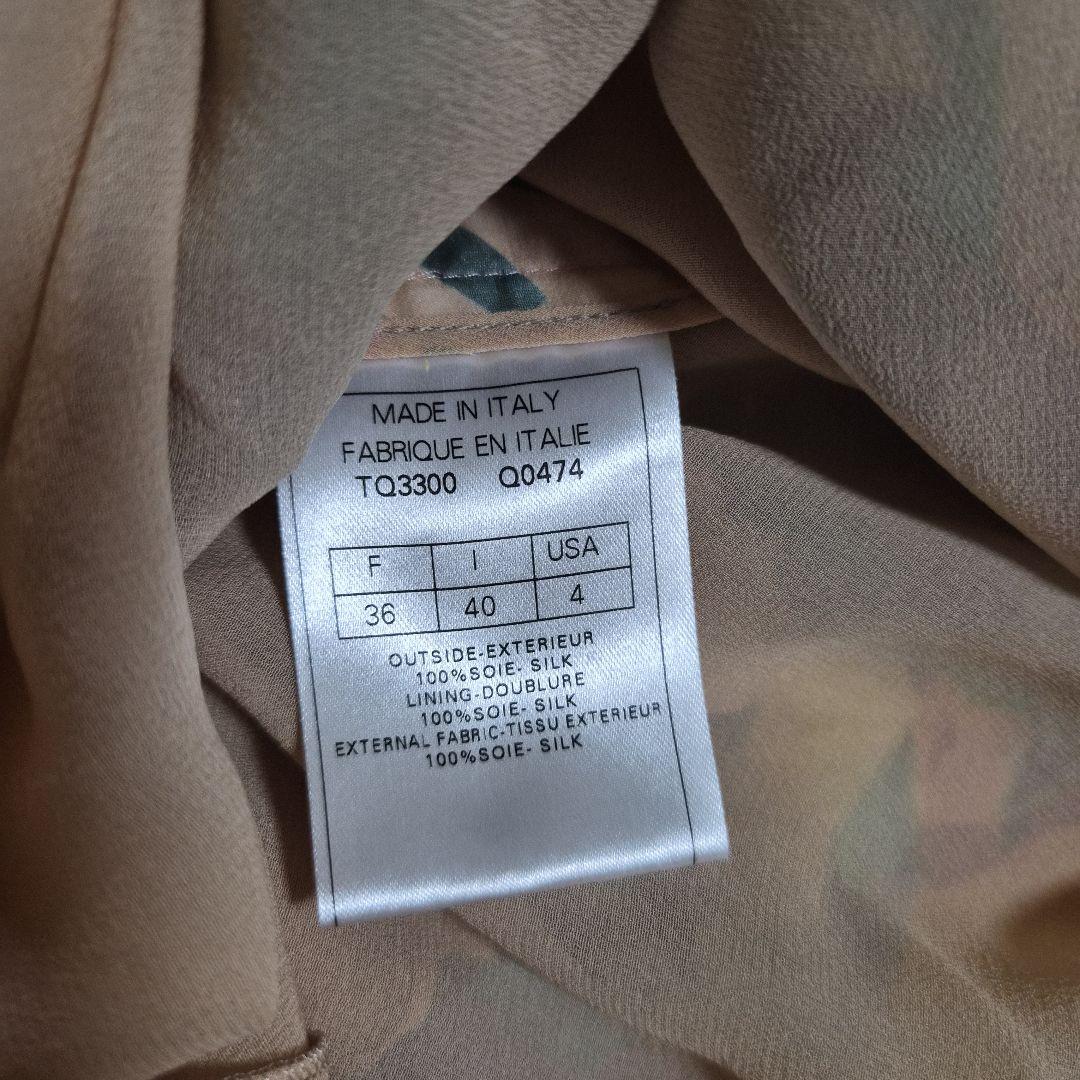 MADE IN ITALY
FABRIQUE EN ITALIE
TQ3300 Q0474
F I USA
36 40 4
OUTSIDE-EXTERIEUR
100%SOIE- SILK
LINING-DOUBLURE
100%SOIE- SILK
EXTERNAL FABRIC-TISSU EXTERIEUR
100%SOIE- SILK